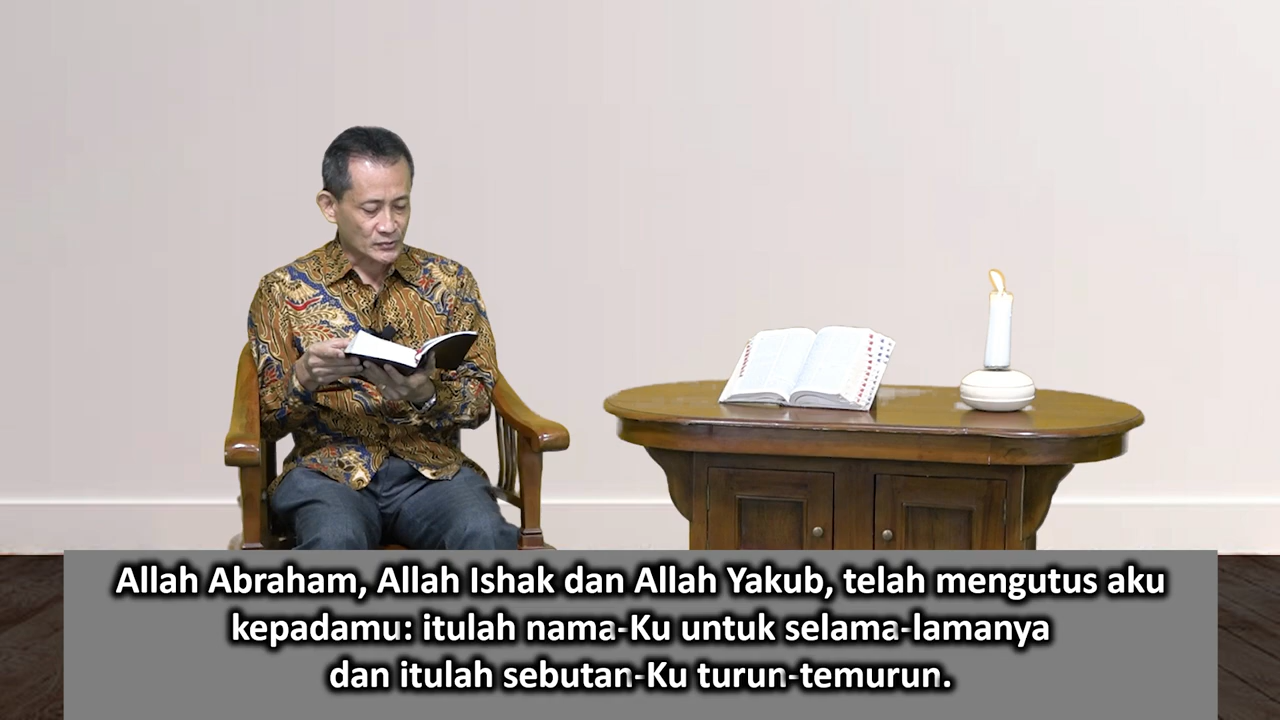 Allah Abraham, Allah Ishak dan Allah Yakub, telah mengutus aku
kepadamu: itulah nama-Ku untuk selama-lamanya
dan itulah sebutan-Ku turun-temurun.